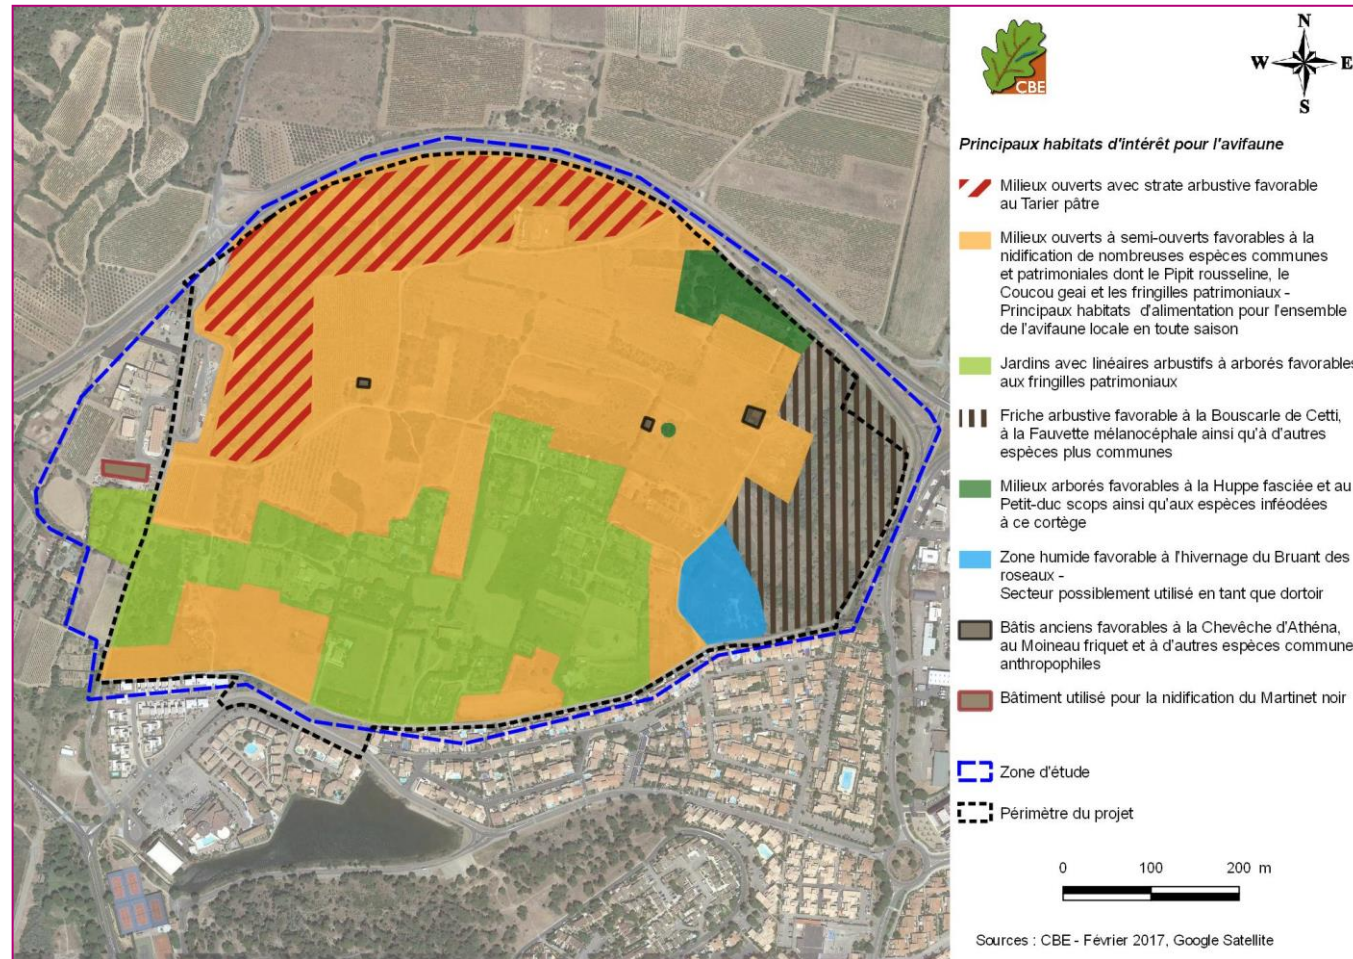 CBE
N
W E
S
Principaux habitats d'intérêt pour l'avifaune
Milieux ouverts avec strate arbustive favorable
au Tarier pâtre
Milieux ouverts à semi-ouverts favorables à la
nidification de nombreuses espèces communes
et patrimoniales dont le Pipit rousseline, le
Coucou geai et les fringilles patrimoniaux -
Principaux habitats d'alimentation pour l'ensemble
de l'avifaune locale en toute saison
Jardins avec linéaires arbustifs à arborés favorables
aux fringilles patrimoniaux
Friche arbustive favorable à la Bouscarle de Cetti,
à la Fauvette mélanocéphale ainsi qu'à d'autres
espèces plus communes
Milieux arborés favorables à la Huppe fasciée et au
Petit-duc scops ainsi qu'aux espèces inféodées
à ce cortège
Zone humide favorable à l'hivernage du Bruant des
roseaux -
Secteur possiblement utilisé en tant que dortoir
Bâtis anciens favorables à la Chevêche d'Athéna,
au Moineau friquet et à d'autres espèces commune
anthropophiles
Bâtiment utilisé pour la nidification du Martinet noir
Zone d'étude
Périmètre du projet
0 100 200 m
Sources : CBE - Février 2017, Google Satellite